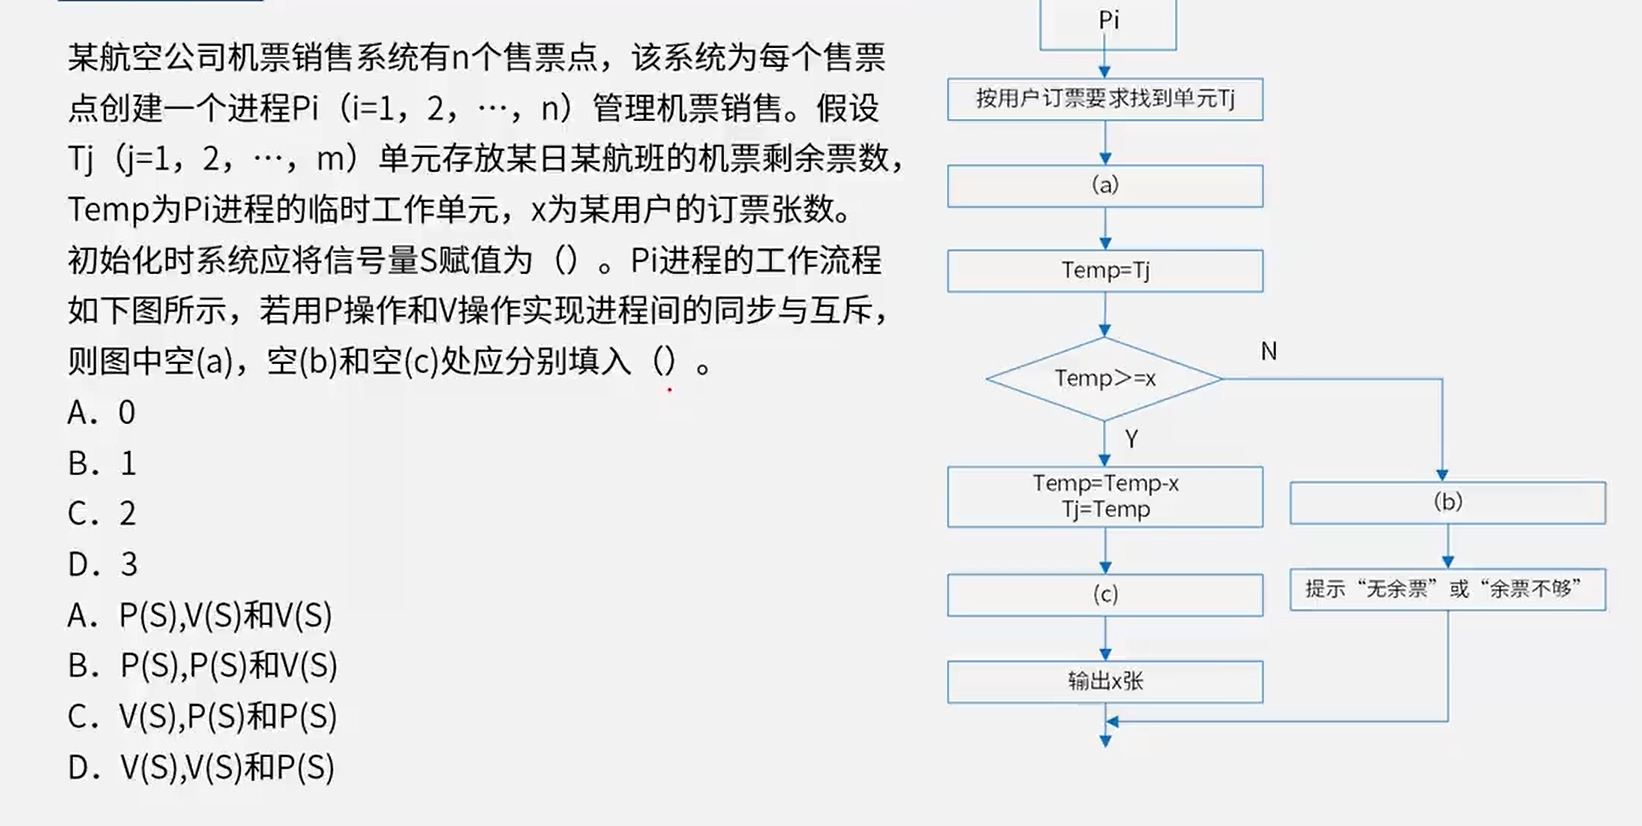 某航空公司机票销售系统有n个售票点，该系统为每个售票
点创建一个进程Pi（i=1，2，…，n）管理机票销售。假设
Tj（j=1，2，…，m）单元存放某日某航班的机票剩余票数，
Temp为Pi进程的临时工作单元，x为某用户的订票张数。
初始化时系统应将信号量S赋值为（）。Pi进程的工作流程
如下图所示，若用P操作和V操作实现进程间的同步与互斥，
则图中空(a)，空(b)和空(c)处应分别填入（）。
A．0
B．1
C．2
D．3
A．P(S),V(S)和V(S)
B．P(S),P(S)和V(S)
C．V(S),P(S)和P(S)
D．V(S),V(S)和P(S)
Pi
按用户订票要求找到单元Tj
（a）
Temp=Tj
Temp＞=x
N
Y
Temp=Temp-x
Tj=Temp
（b）
（c）
提示“无余票”或“余票不够”
输出x张